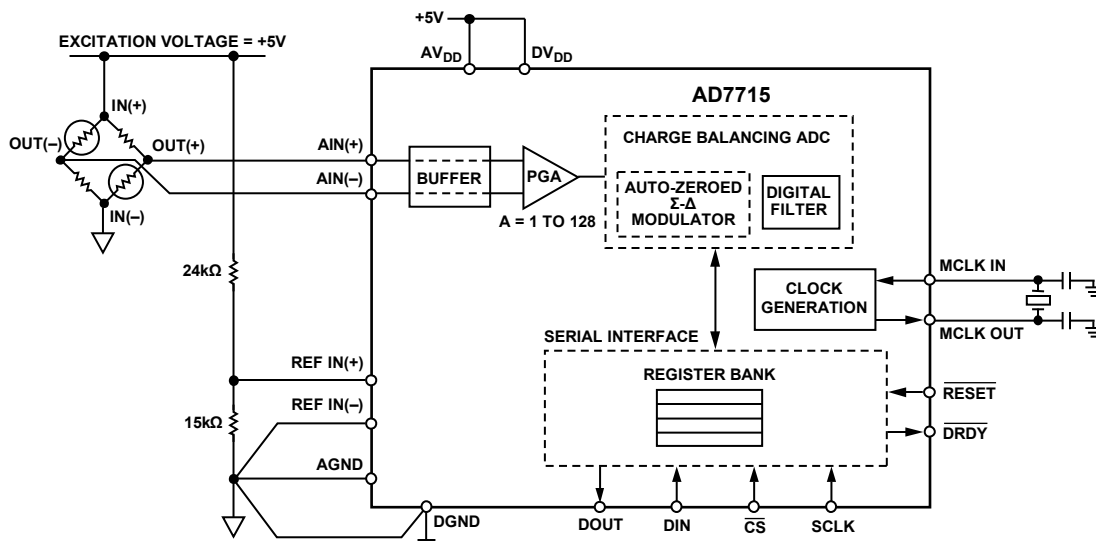 +5V
EXCITATION VOLTAGE = +5V
AVDD
DVDD
AD7715
IN(+)
OUT(–)
OUT(+)
IN(–)
AIN(+)
AIN(–)
BUFFER
PGA
A = 1 TO 128
CHARGE BALANCING ADC
AUTO-ZEROED
Σ-Δ
MODULATOR
DIGITAL
FILTER
24kΩ
MCLK IN
CLOCK
GENERATION
MCLK OUT
SERIAL INTERFACE
REGISTER BANK
REF IN(+)
REF IN(–)
15kΩ
AGND
RESET
DRDY
DGND
DOUT
DIN
CS
SCLK